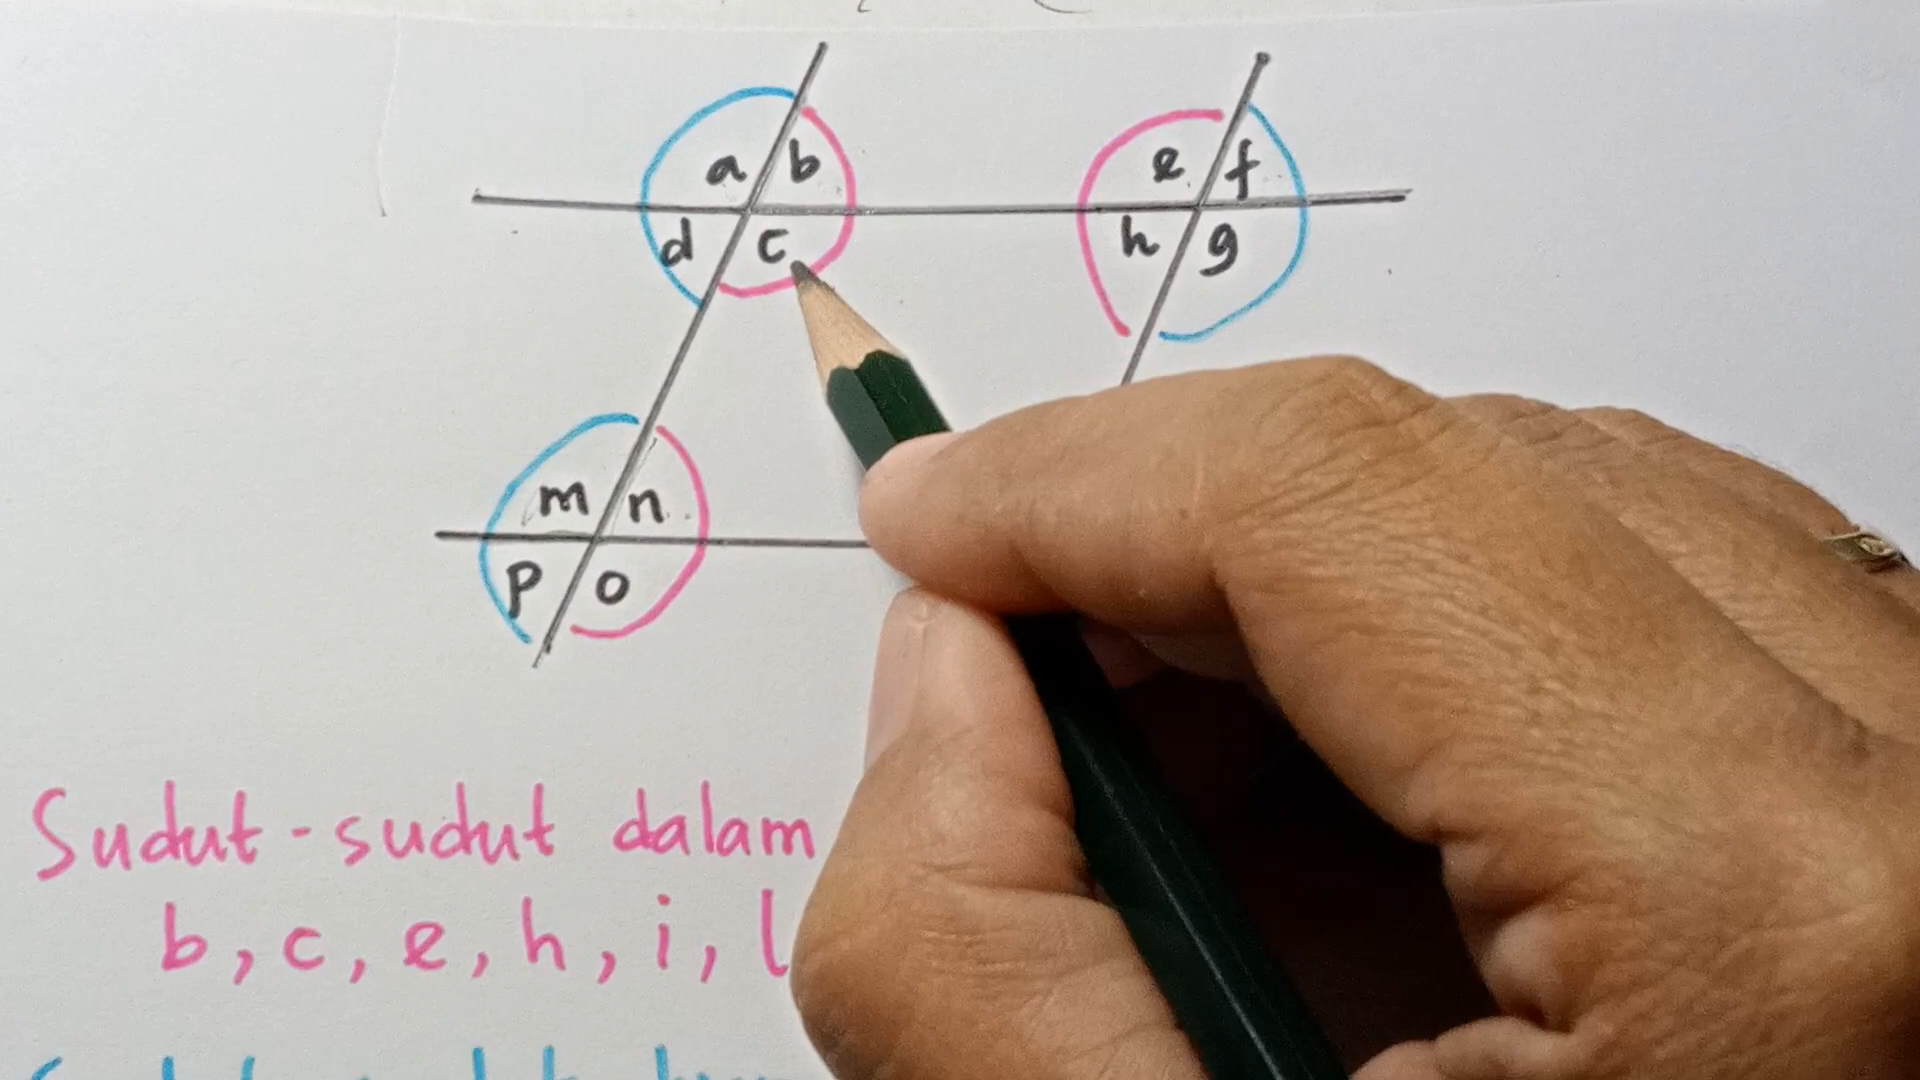 a b e f
d c h g
m n
p o
Sudut-sudut dalam
b, c, e, h, i, l